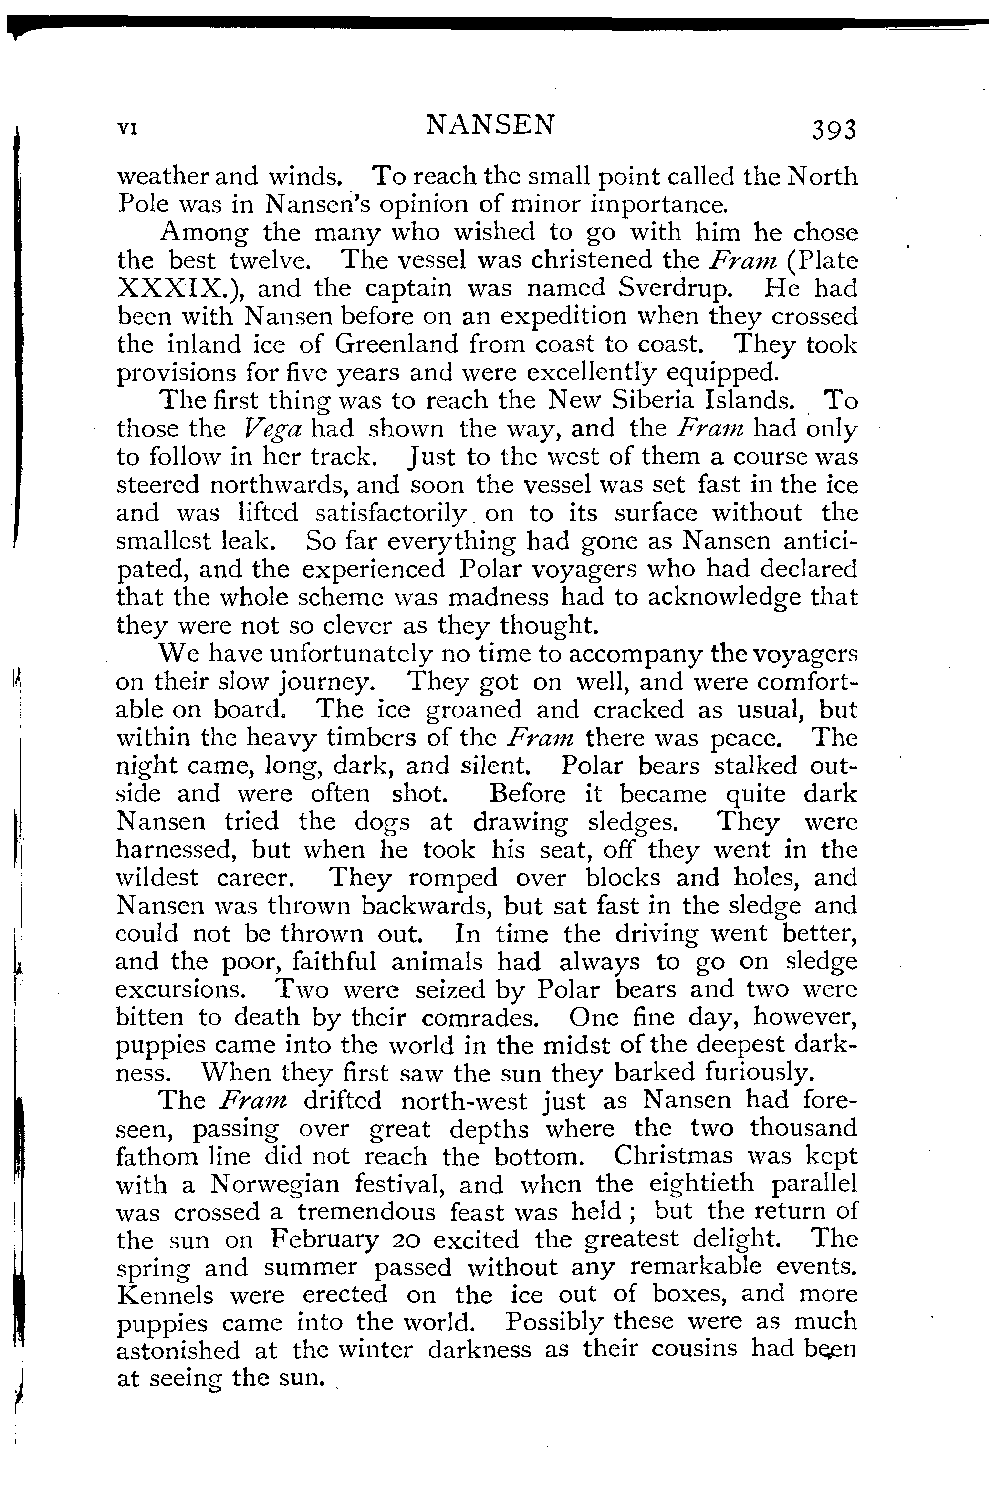 VI NANSEN 393
weather and winds. To reach the small point called the North
Pole was in Nansen's opinion of minor importance.
Among the many who wished to go with him he chose
the best twelve. The vessel was christened the Fram (Plate
XXXIX.), and the captain was named Sverdrup. He had
been with Nansen before on an expedition when they crossed
the inland ice of Greenland from coast to coast. They took
provisions for five years and were excellently equipped.
The first thing was to reach the New Siberia Islands. To
those the Vega had shown the way, and the Fram had only
to follow in her track. Just to the west of them a course was
steered northwards, and soon the vessel was set fast in the ice
and was lifted satisfactorily on to its surface without the
smallest leak. So far everything had gone as Nansen antici-
pated, and the experienced Polar voyagers who had declared
that the whole scheme was madness had to acknowledge that
they were not so clever as they thought.
We have unfortunately no time to accompany the voyagers
on their slow journey. They got on well, and were comfort-
able on board. The ice groaned and cracked as usual, but
within the heavy timbers of the Fram there was peace. The
night came, long, dark, and silent. Polar bears stalked out-
side and were often shot. Before it became quite dark
Nansen tried the dogs at drawing sledges. They were
harnessed, but when he took his seat, off they went in the
wildest career. They romped over blocks and holes, and
Nansen was thrown backwards, but sat fast in the sledge and
could not be thrown out. In time the driving went better,
and the poor, faithful animals had always to go on sledge
excursions. Two were seized by Polar bears and two were
bitten to death by their comrades. One fine day, however,
puppies came into the world in the midst of the deepest dark-
ness. When they first saw the sun they barked furiously.
The Fram drifted north-west just as Nansen had fore-
seen, passing over great depths where the two thousand
fathom line did not reach the bottom. Christmas was kept
with a Norwegian festival, and when the eightieth parallel
was crossed a tremendous feast was held; but the return of
the sun on February 20 excited the greatest delight. The
spring and summer passed without any remarkable events.
Kennels were erected on the ice out of boxes, and more
puppies came into the world. Possibly these were as much
astonished at the winter darkness as their cousins had been
at seeing the sun.